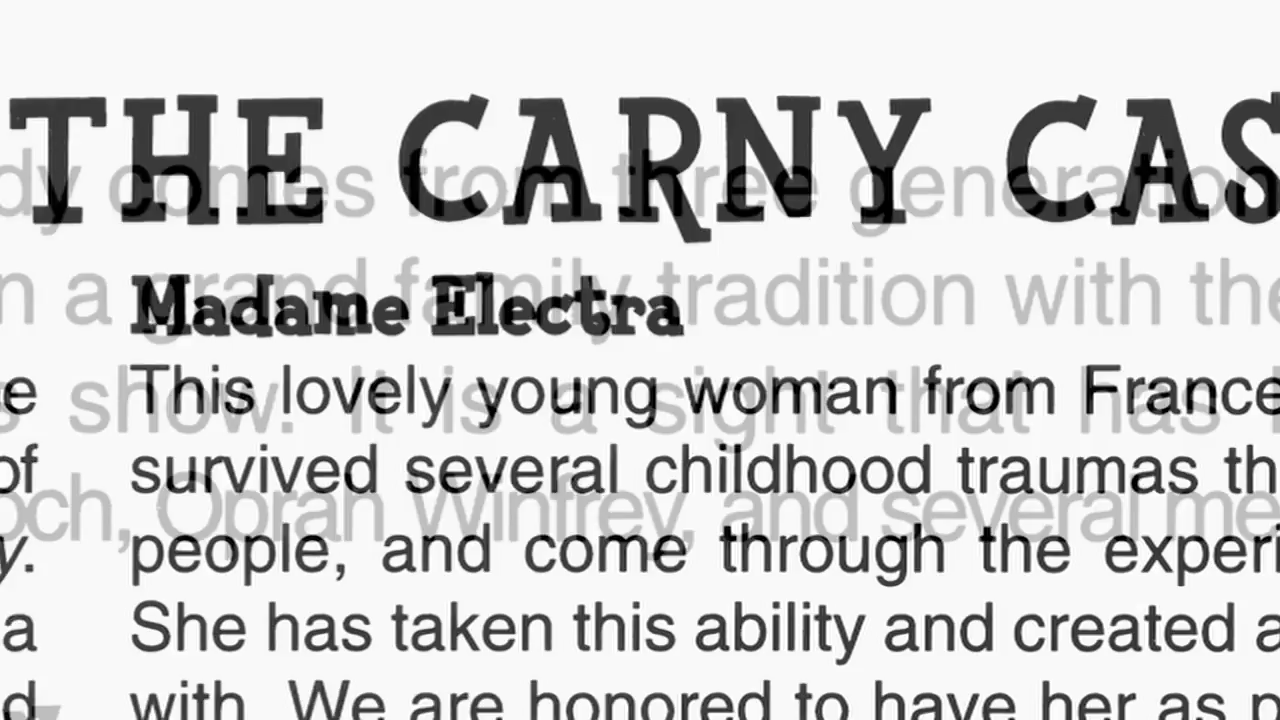 THE CARNY CAS
dy comes from three generation
n a grand family tradition with the
Madame Electra
e This lovely young woman from France
s show. It is a sight that has
of survived several childhood traumas th
och, Oprah Winfrey, and several me
y. people, and come through the experi
a She has taken this ability and created a
d with. We are honored to have her as